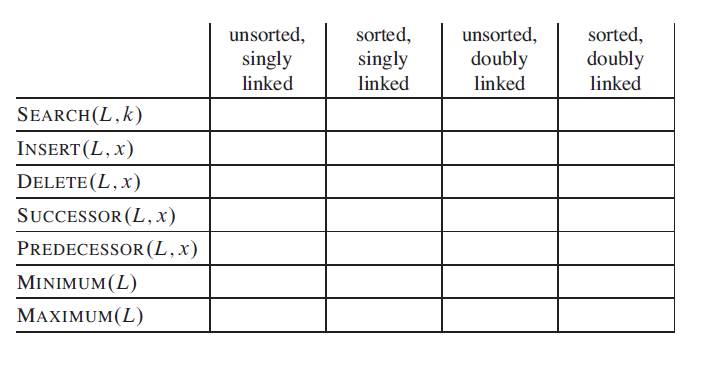 unsorted, sorted, unsorted, sorted,
singly singly doubly doubly
linked linked linked linked
SEARCH(L, k)
INSERT(L, x)
DELETE(L, x)
SUCCESSOR(L, x)
PREDECESSOR(L, x)
MINIMUM(L)
MAXIMUM(L)